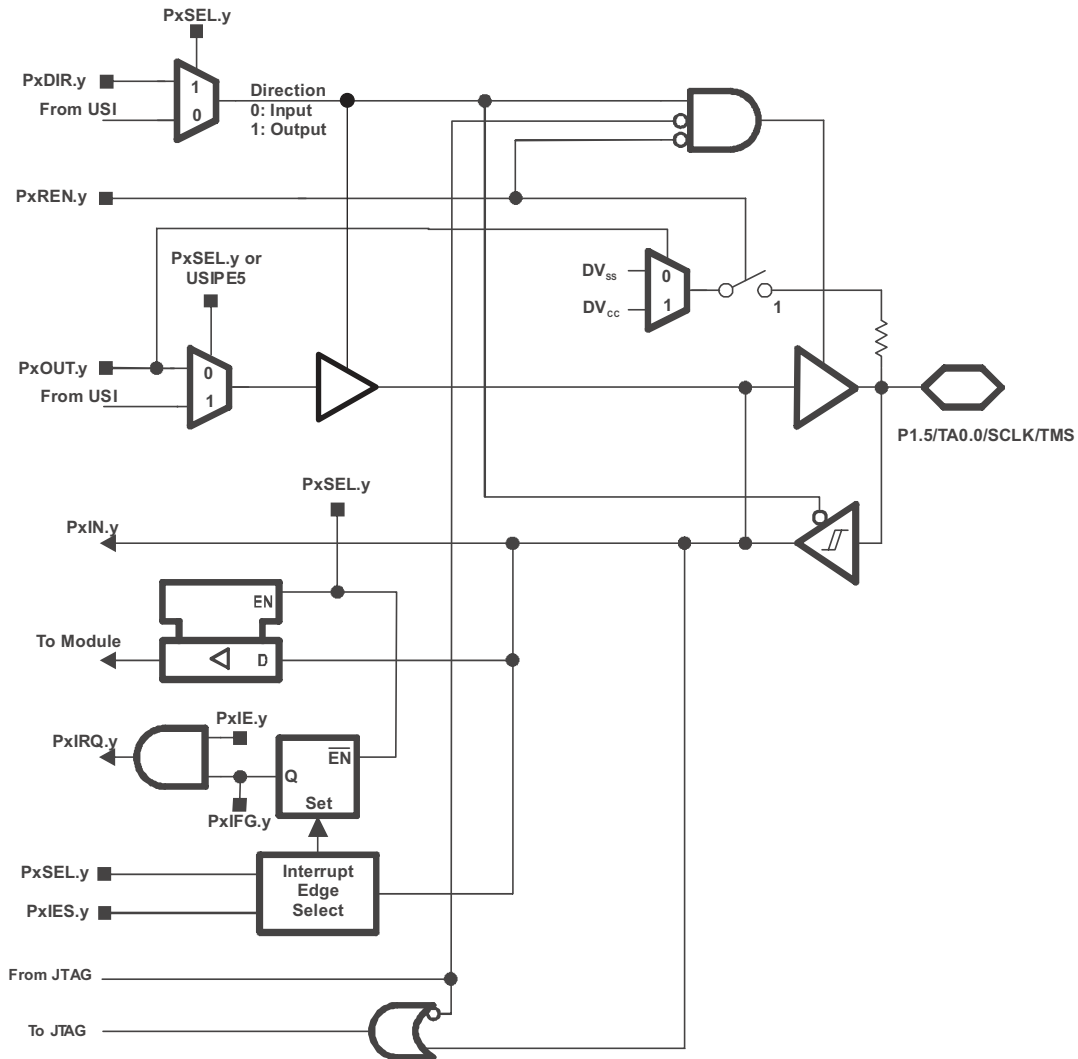 PxSEL.y
PxDIR.y
1
From USI
0
Direction
0: Input
1: Output
PxREN.y
PxSEL.y or
USIPE5
DVSS
0
DVCC
1
1
PxOUT.y
0
From USI
1
P1.5/TA0.0/SCLK/TMS
PxSEL.y
PxIN.y
EN
To Module
D
PxIE.y
PxIRQ.y
EN
Q
Set
PxIFG.y
PxSEL.y
Interrupt
Edge
Select
PxIES.y
From JTAG
To JTAG